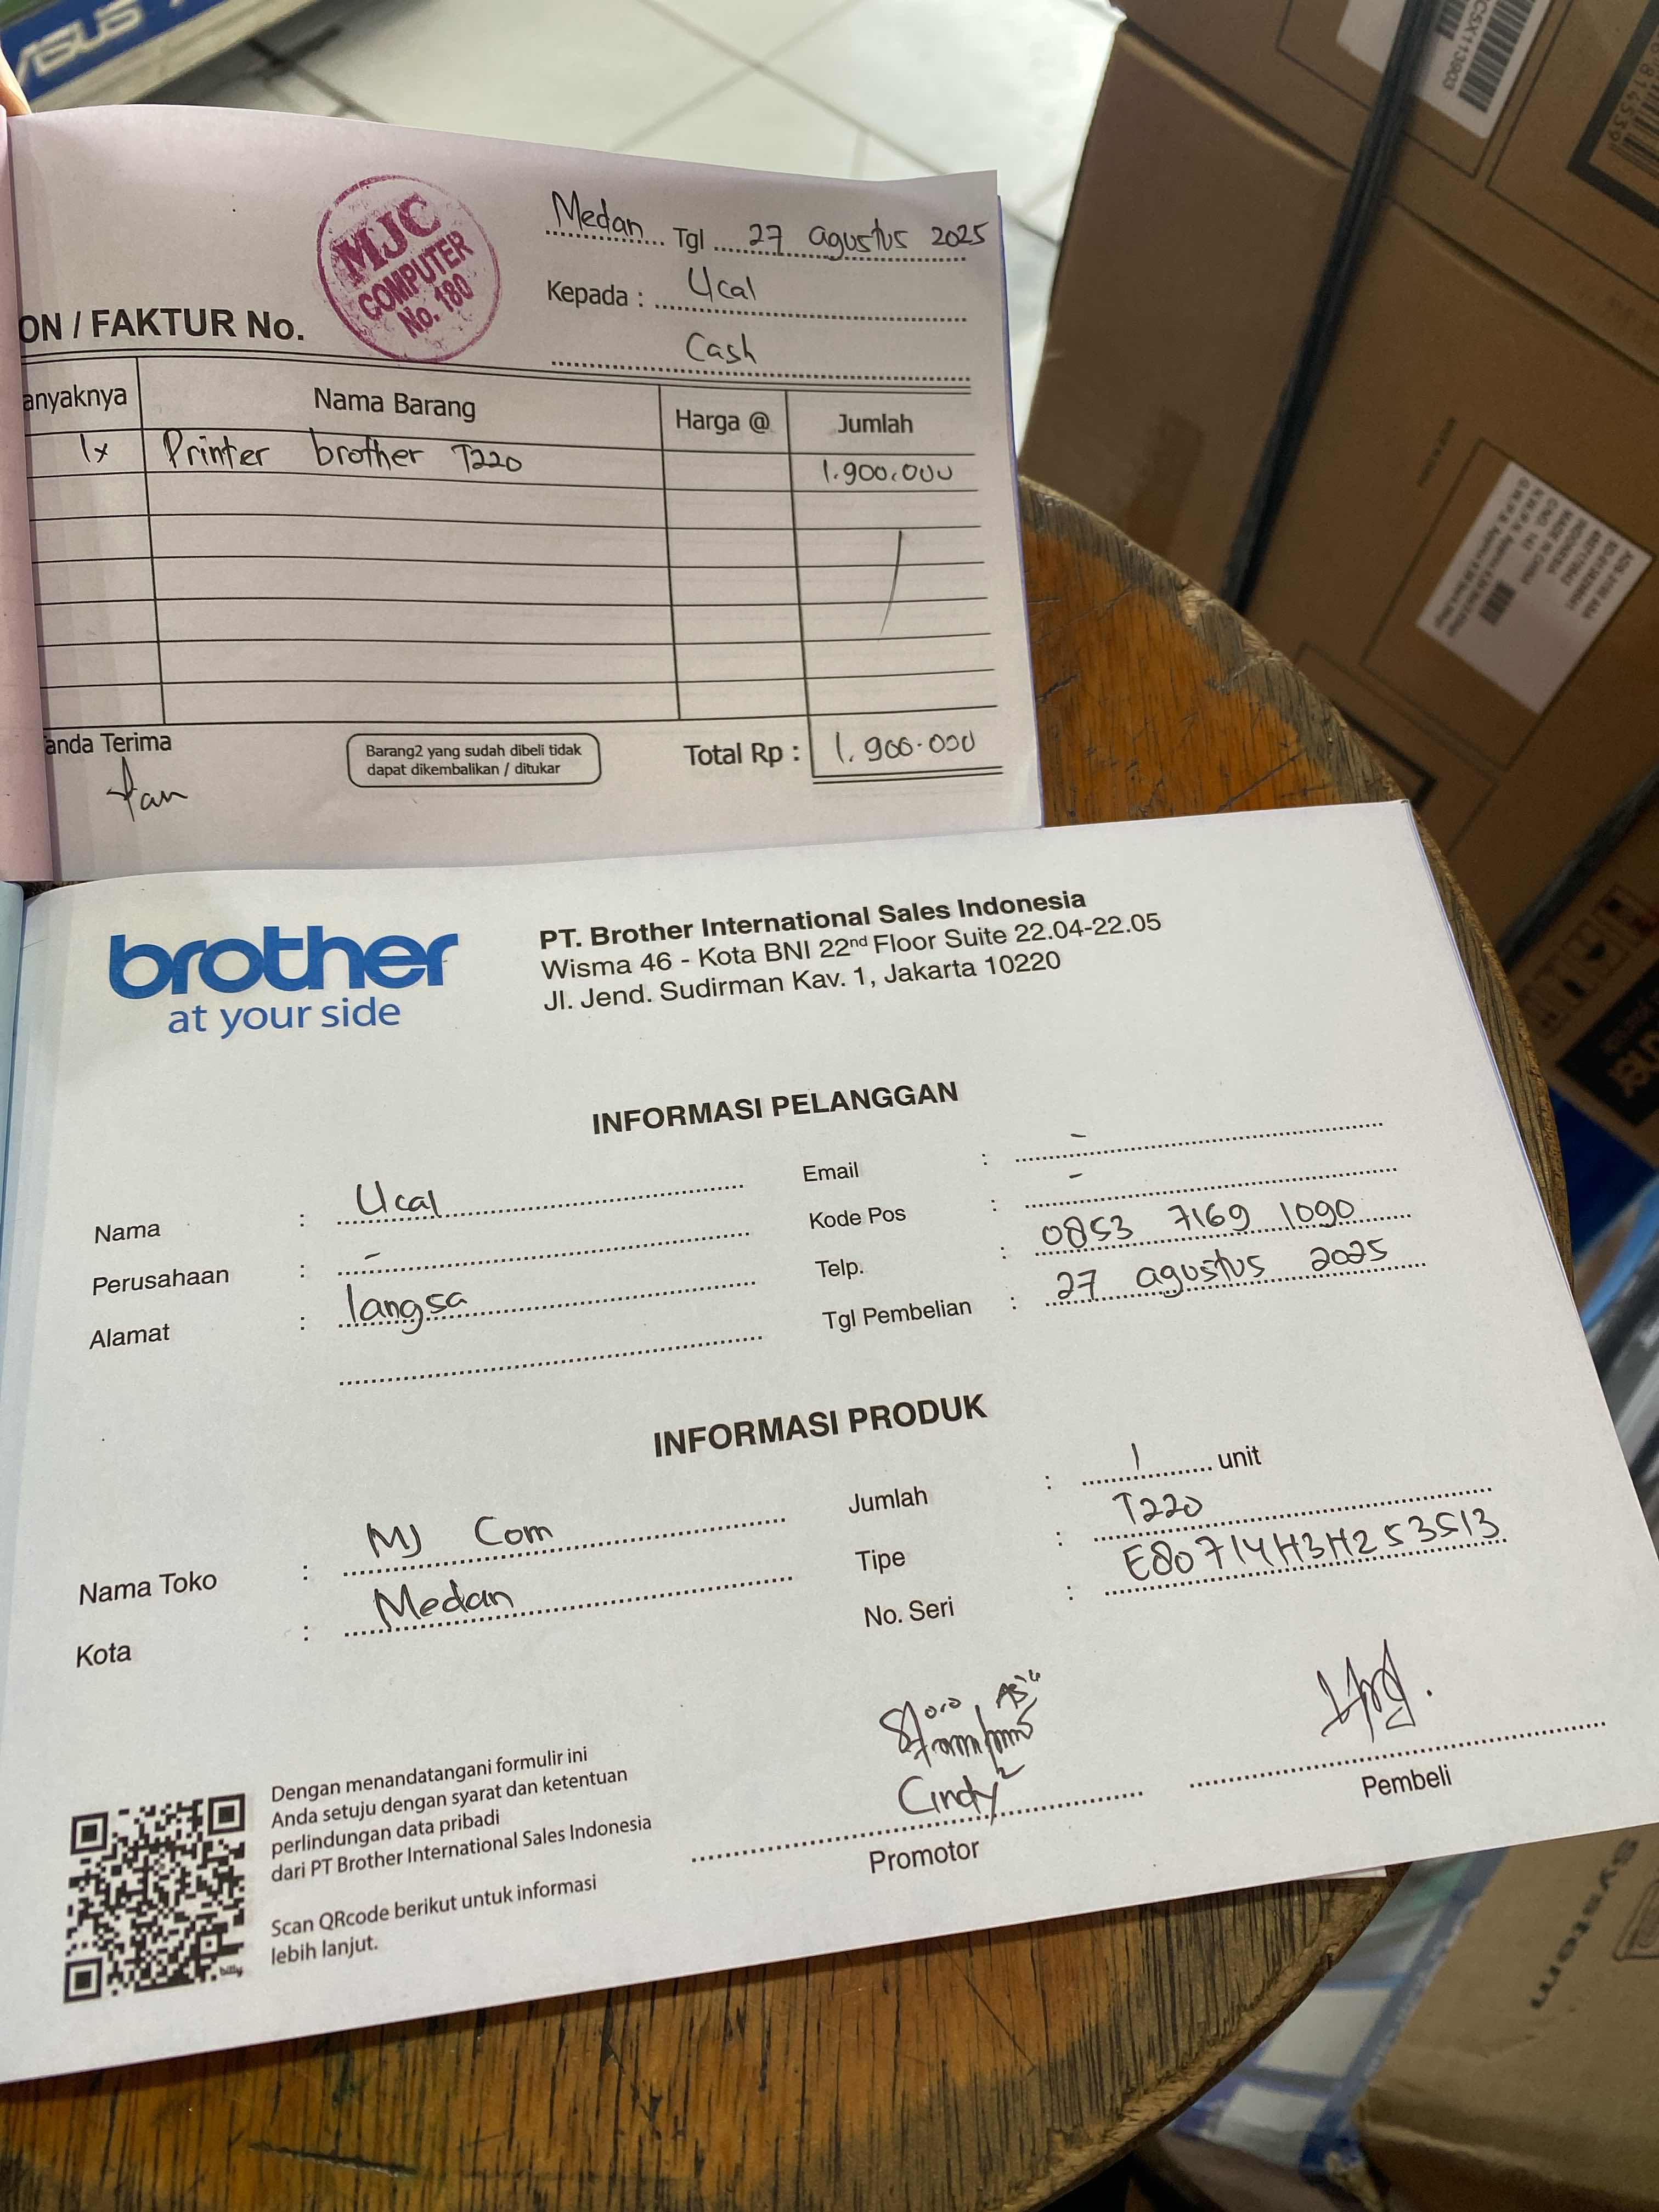 ASUS
MJC
COMPUTER
No. 180
Medan Tgl 27 agustus 2025
Kepada : Ucal
Cash
ON / FAKTUR No.
anyaknya Nama Barang Harga @ Jumlah
1x Printer brother T220 1.900.000
anda Terima
Barang2 yang sudah dibeli tidak
dapat dikembalikan / ditukar
Total Rp : 1.900.000
brother
at your side
PT. Brother International Sales Indonesia
Wisma 46 - Kota BNI 22nd Floor Suite 22.04-22.05
Jl. Jend. Sudirman Kav. 1, Jakarta 10220
INFORMASI PELANGGAN
Nama : Ucal
Perusahaan : -
Alamat : langsa
Email : -
Kode Pos : -
Telp. : 0853 7169 1090
Tgl Pembelian : 27 agustus 2025
INFORMASI PRODUK
Nama Toko : MJ Com
Kota : Medan
Jumlah : 1 unit
Tipe : T220
No. Seri : E80714H3H253513
Cindy
Promotor
Pembeli
Dengan menandatangani formulir ini
Anda setuju dengan syarat dan ketentuan
perlindungan data pribadi
dari PT Brother International Sales Indonesia
Scan QRcode berikut untuk informasi
lebih lanjut.
bitly
System